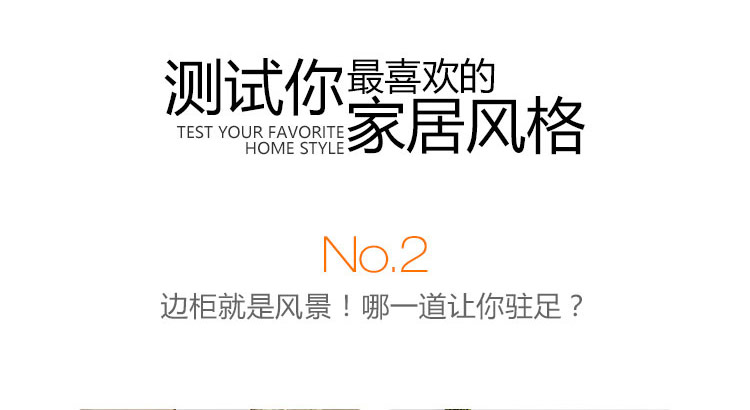 测试你最喜欢的
家居风格
TEST YOUR FAVORITE
HOME STYLE
No.2
边柜就是风景！哪一道让你驻足？